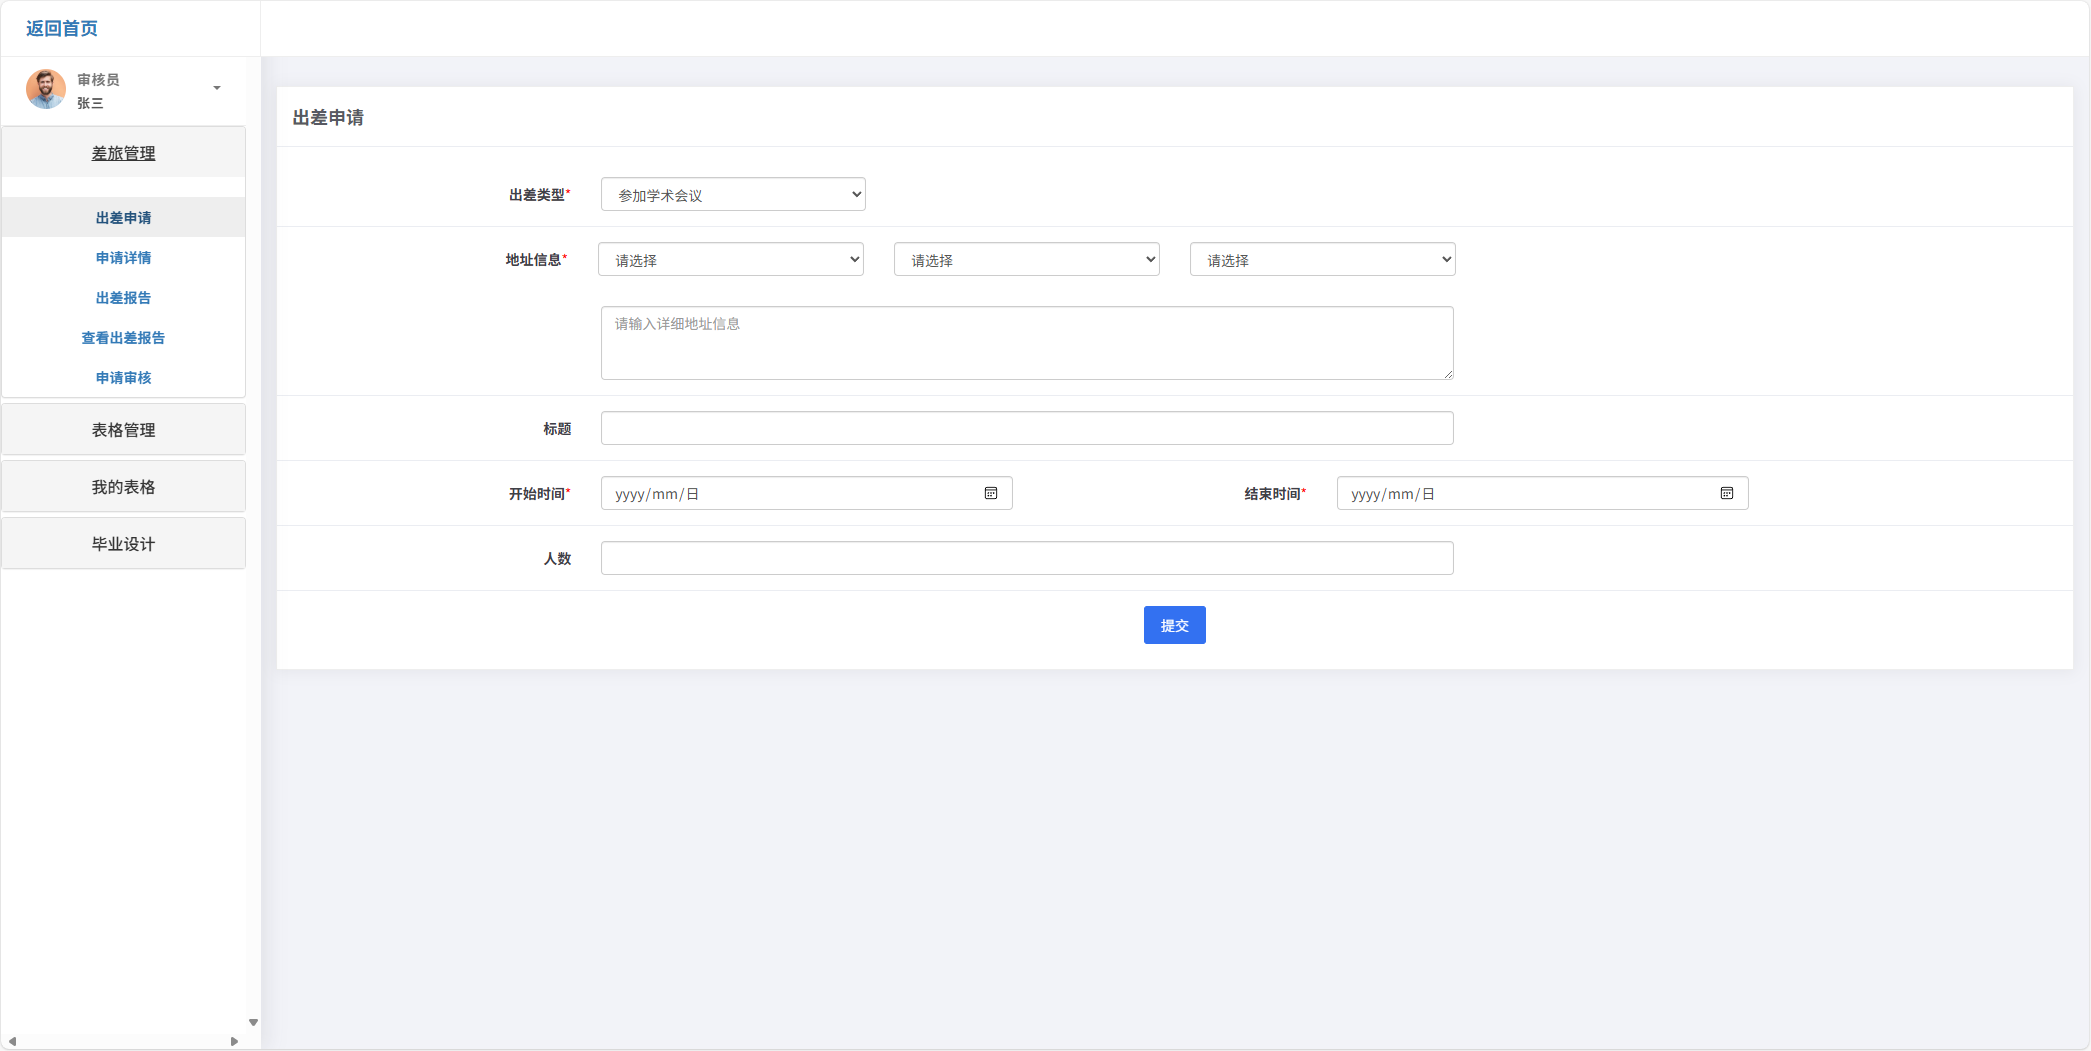 返回首页
审核员
张三
差旅管理
出差申请
申请详情
出差报告
查看出差报告
申请审核
表格管理
我的表格
毕业设计
出差申请
出差类型* 参加学术会议
地址信息* 请选择 请选择 请选择
请输入详细地址信息
标题
开始时间* yyyy/mm/日 结束时间* yyyy/mm/日
人数
提交